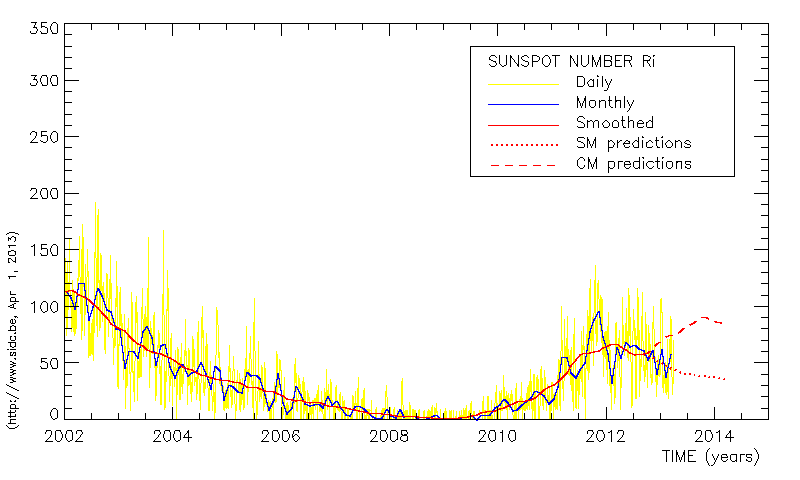 350
300
250
200
150
100
50
0
2002 2004 2006 2008 2010 2012 2014
TIME (years)
(http://www.sidc.be, Apr 1, 2013)
SUNSPOT NUMBER Ri
Daily
Monthly
Smoothed
SM predictions
CM predictions